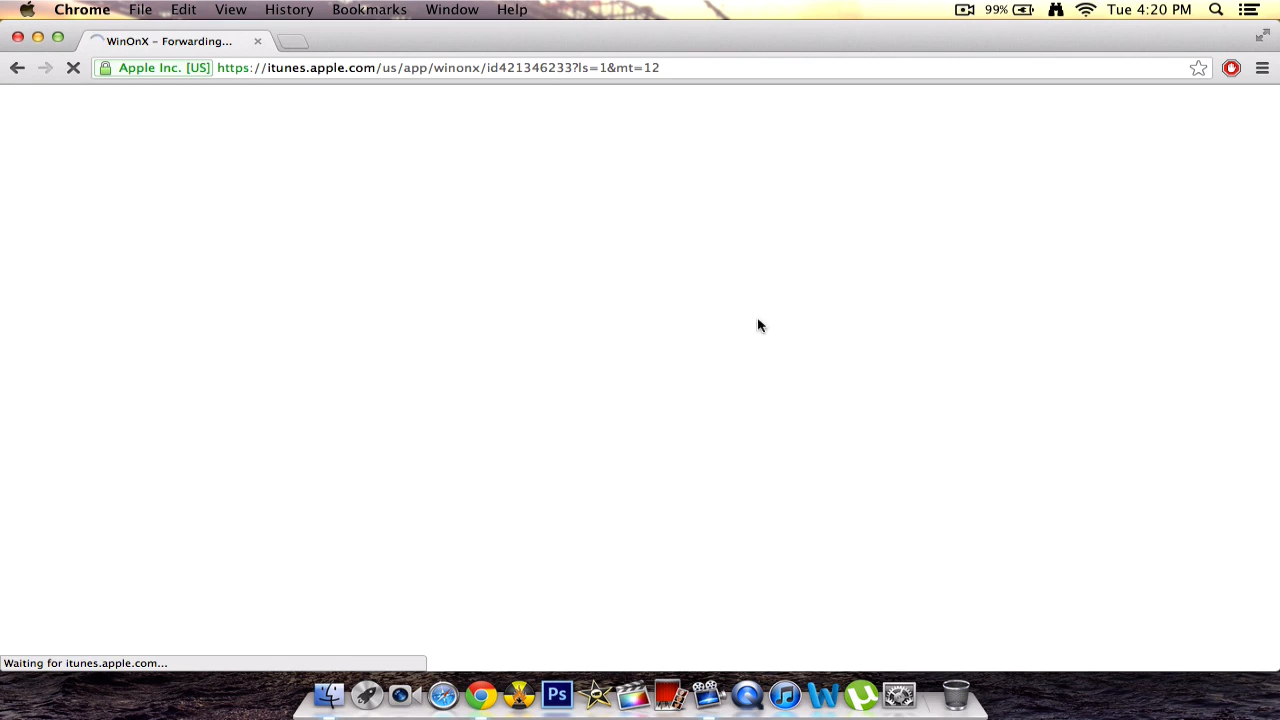 Chrome File Edit View History Bookmarks Window Help 99% Tue 4:20 PM
WinOnX – Forwarding...
Apple Inc. [US] https://itunes.apple.com/us/app/winonx/id421346233?ls=1&mt=12
Waiting for itunes.apple.com...
Ps W